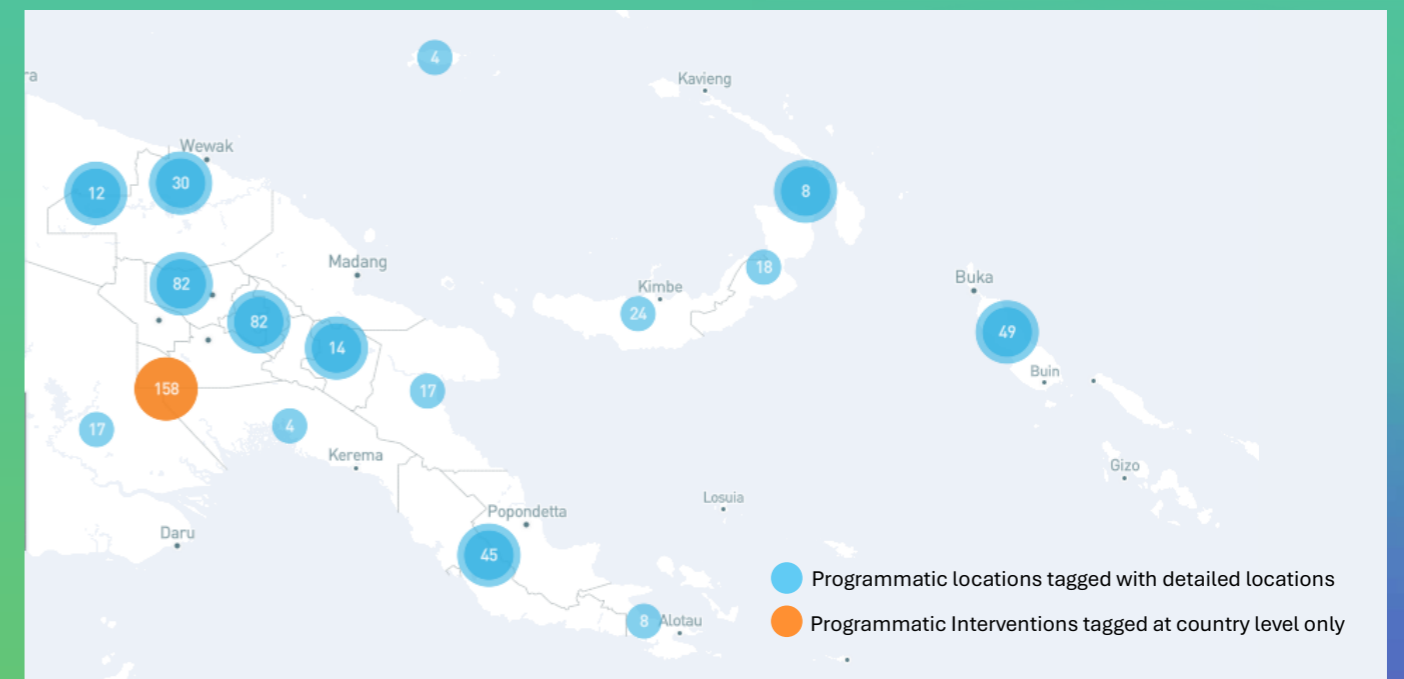 4
ra
Kavieng
Wewak
12
30
8
Madang
18
82
Kimbe
24
Buka
82
14
49
Buin
158
17
17
4
Kerema
Gizo
Losuia
Popondetta
Daru
45
Programmatic locations tagged with detailed locations
8 Alotau
Programmatic Interventions tagged at country level only